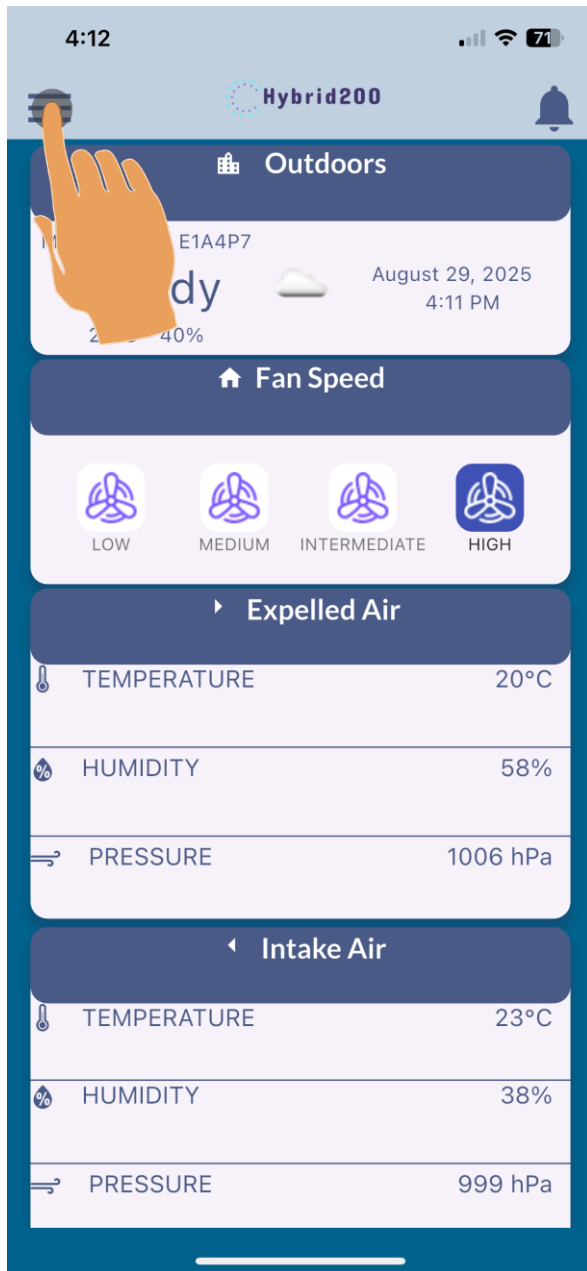 4:12
71
Hybrid200
Outdoors
E1A4P7
dy
August 29, 2025
4:11 PM
40%
Fan Speed
LOW MEDIUM INTERMEDIATE HIGH
Expelled Air
TEMPERATURE 20°C
% HUMIDITY 58%
PRESSURE 1006 hPa
Intake Air
TEMPERATURE 23°C
% HUMIDITY 38%
PRESSURE 999 hPa